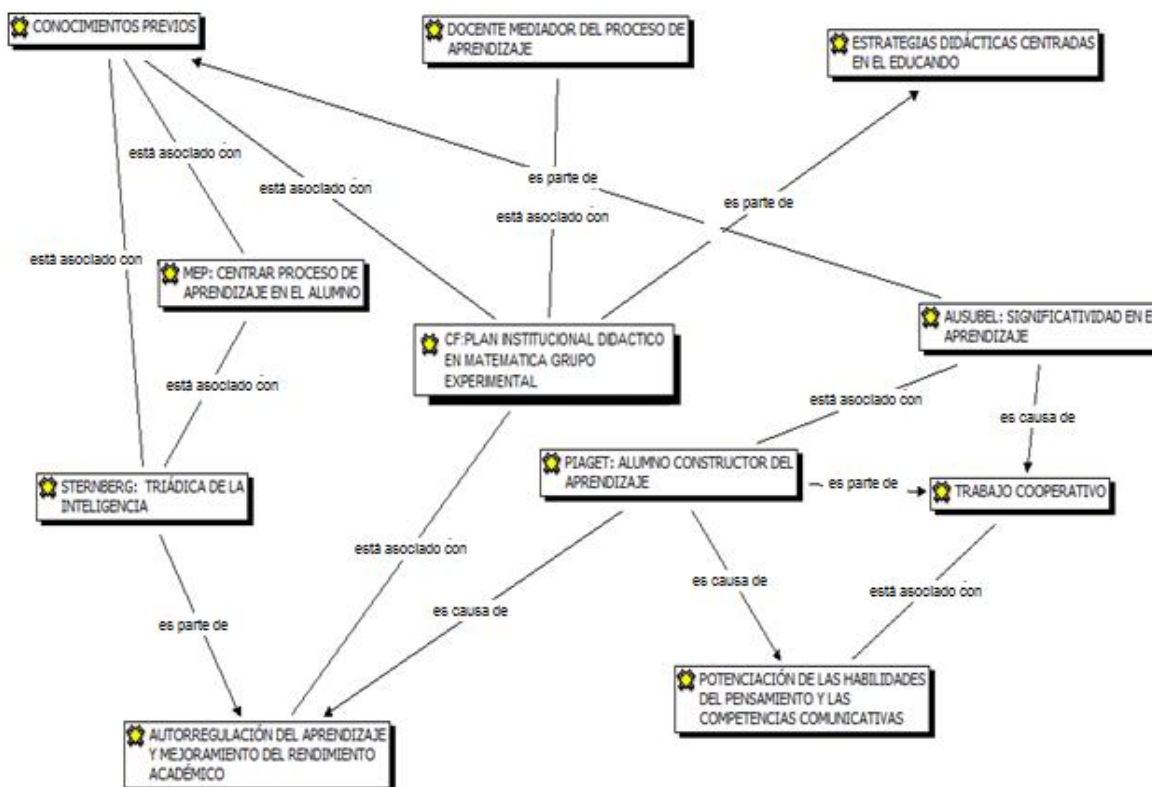 CONOCIMIENTOS PREVIOS
DOCENTE MEDIADOR DEL PROCESO DE
APRENDIZAJE
ESTRATEGIAS DIDÁCTICAS CENTRADAS
EN EL EDUCANDO
está asociado con
está asociado con
es parte de
es parte de
está asociado con
está asociado con
MEP: CENTRAR PROCESO DE
APRENDIZAJE EN EL ALUMNO
AUSUBEL: SIGNIFICATIVIDAD EN E
APRENDIZAJE
CF:PLAN INSTITUCIONAL DIDACTICO
EN MATEMATICA GRUPO
EXPERIMENTAL
está asociado con
está asociado con
es causa de
PIAGET: ALUMNO CONSTRUCTOR DEL
APRENDIZAJE
es parte de
TRABAJO COOPERATIVO
STERNBERG: TRIÁDICA DE LA
INTELIGENCIA
está asociado con
es causa de
está asociado con
es causa de
es parte de
POTENCIACIÓN DE LAS HABILIDADES
DEL PENSAMIENTO Y LAS
COMPETENCIAS COMUNICATIVAS
AUTORREGULACIÓN DEL APRENDIZAJE
Y MEJORAMIENTO DEL RENDIMIENTO
ACADÉMICO